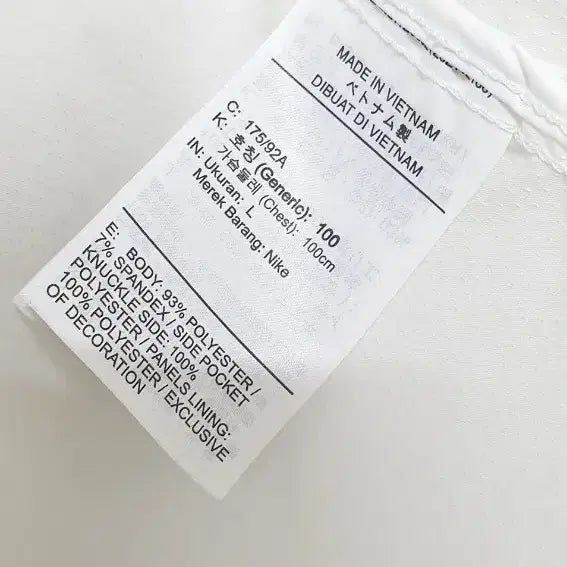 MADE IN VIETNAM
ベトナム製
DIBUAT DI VIETNAM
C: 175/92A
K: 호칭 (Generic): 100
가슴둘레 (Chest): 100cm
IN: Ukuran: L
Merek Barang: Nike
E: BODY: 93% POLYESTER /
7% SPANDEX / SIDE POCKET
KNUCKLE SIDE: 100%
POLYESTER / PANELS LINING:
100% POLYESTER / EXCLUSIVE
OF DECORATION